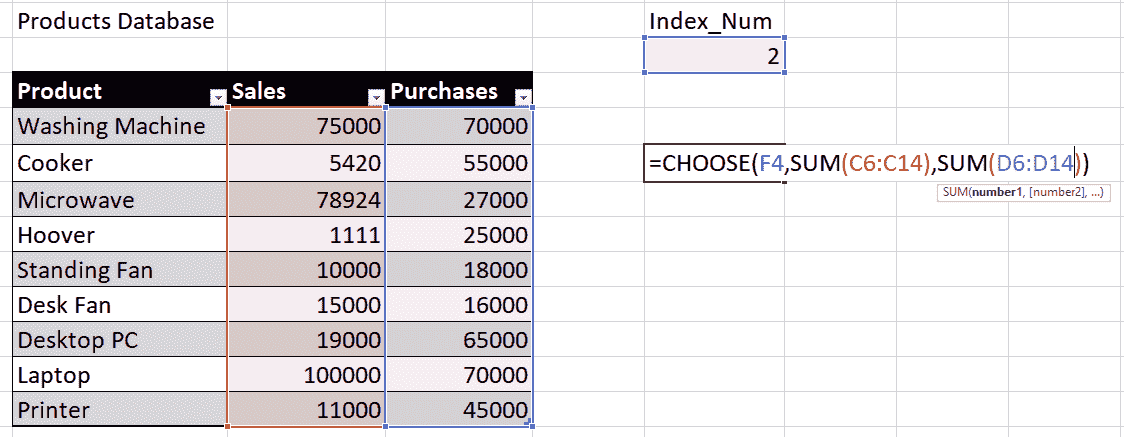 Products Database Index_Num
2
Product Sales Purchases
Washing Machine 75000 70000
Cooker 5420 55000 =CHOOSE(F4,SUM(C6:C14),SUM(D6:D14))
SUM(number1, [number2], ...)
Microwave 78924 27000
Hoover 1111 25000
Standing Fan 10000 18000
Desk Fan 15000 16000
Desktop PC 19000 65000
Laptop 100000 70000
Printer 11000 45000